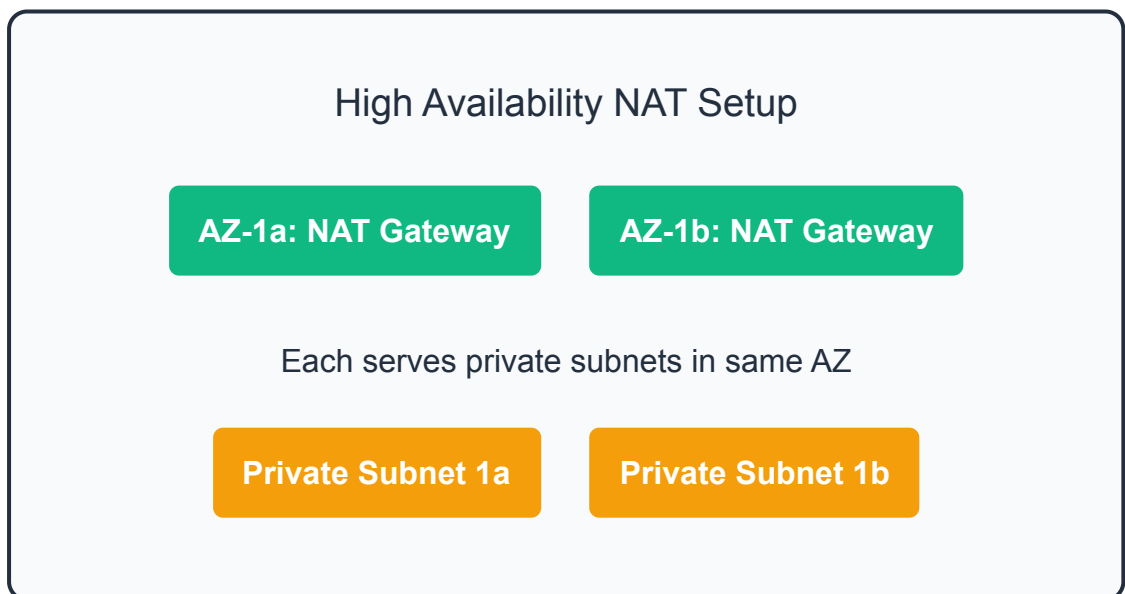 High Availability NAT Setup
AZ-1a: NAT Gateway
AZ-1b: NAT Gateway
Each serves private subnets in same AZ
Private Subnet 1a
Private Subnet 1b